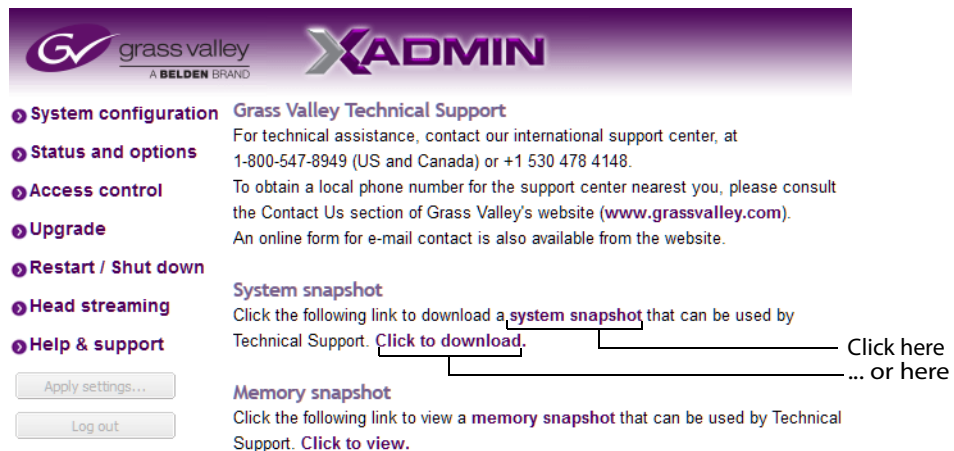 GV grass valley
A BELDEN BRAND
XADMIN
System configuration
Status and options
Access control
Upgrade
Restart / Shut down
Head streaming
Help & support
Apply settings...
Log out
Grass Valley Technical Support
For technical assistance, contact our international support center, at
1-800-547-8949 (US and Canada) or +1 530 478 4148.
To obtain a local phone number for the support center nearest you, please consult
the Contact Us section of Grass Valley's website (www.grassvalley.com).
An online form for e-mail contact is also available from the website.
System snapshot
Click the following link to download a system snapshot that can be used by
Technical Support. Click to download.
Click here
... or here
Memory snapshot
Click the following link to view a memory snapshot that can be used by Technical
Support. Click to view.